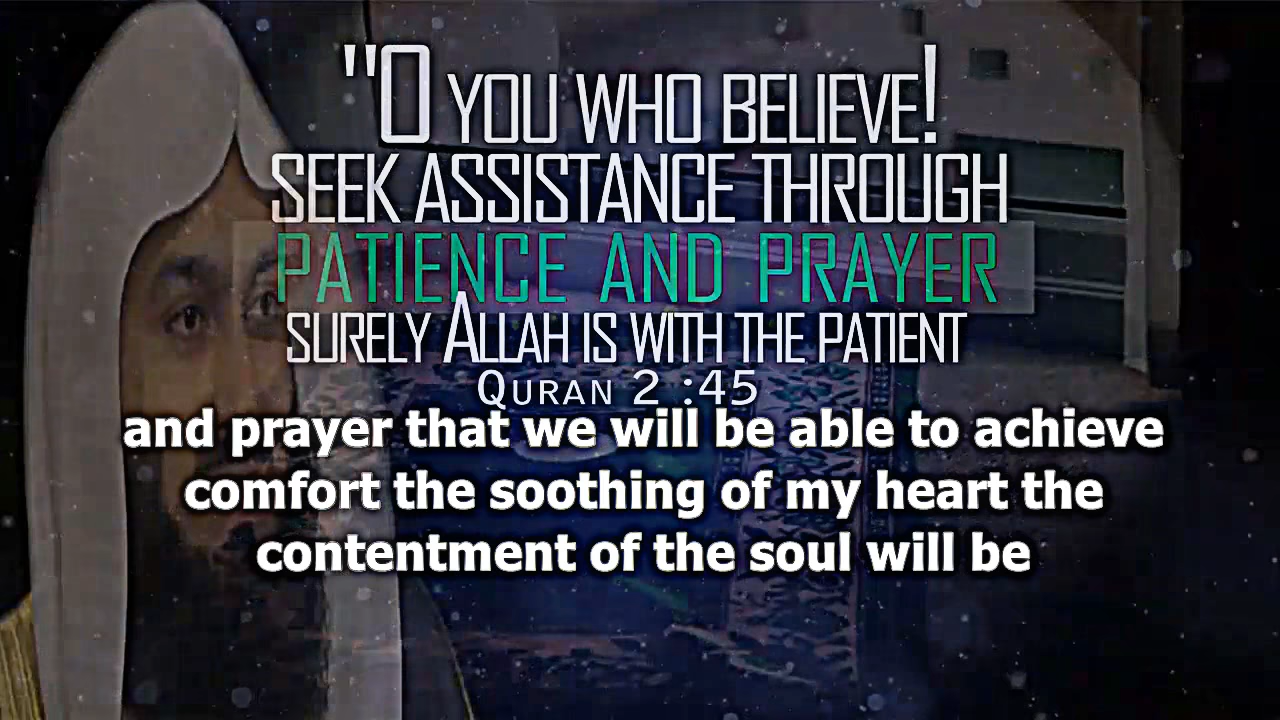 "O YOU WHO BELIEVE!
SEEK ASSISTANCE THROUGH
PATIENCE AND PRAYER
SURELY ALLAH IS WITH THE PATIENT
QURAN 2 :45
and prayer that we will be able to achieve
comfort the soothing of my heart the
contentment of the soul will be